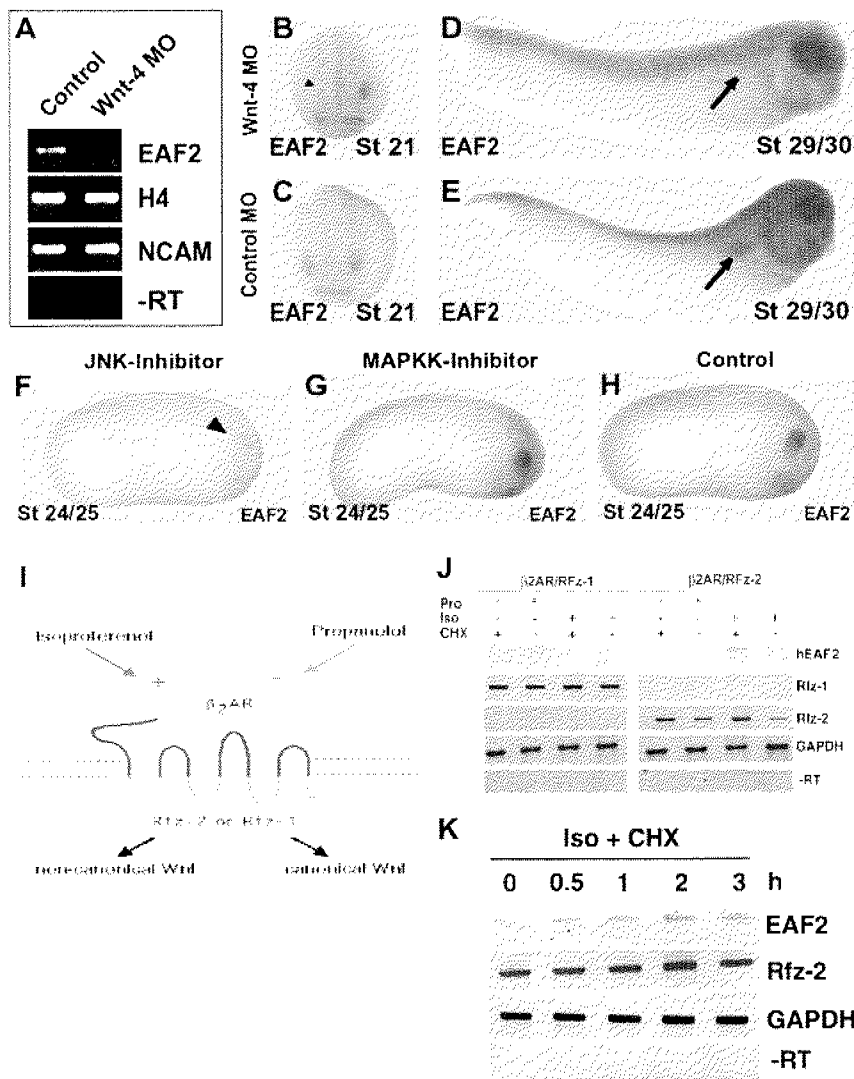 A
Control
Wnt-4 MO
EAF2
H4
NCAM
-RT
B
Wnt-4 MO
EAF2 St 21
C
Control MO
EAF2 St 21
D
EAF2 St 29/30
E
EAF2 St 29/30
JNK-Inhibitor
F
St 24/25 EAF2
MAPKK-Inhibitor
G
St 24/25 EAF2
Control
H
St 24/25 EAF2
I
Isoproterenol
+
−
β2AR
Rfz-2 or Rfz-1
canonical Wnt
J
β2AR/RFz-1 β2AR/RFz-2
Pro
Iso
CHX
hEAF2
Rfz-1
Rfz-2
GAPDH
-RT
K
Iso + CHX
0 0.5 1 2 3 h
EAF2
Rfz-2
GAPDH
-RT